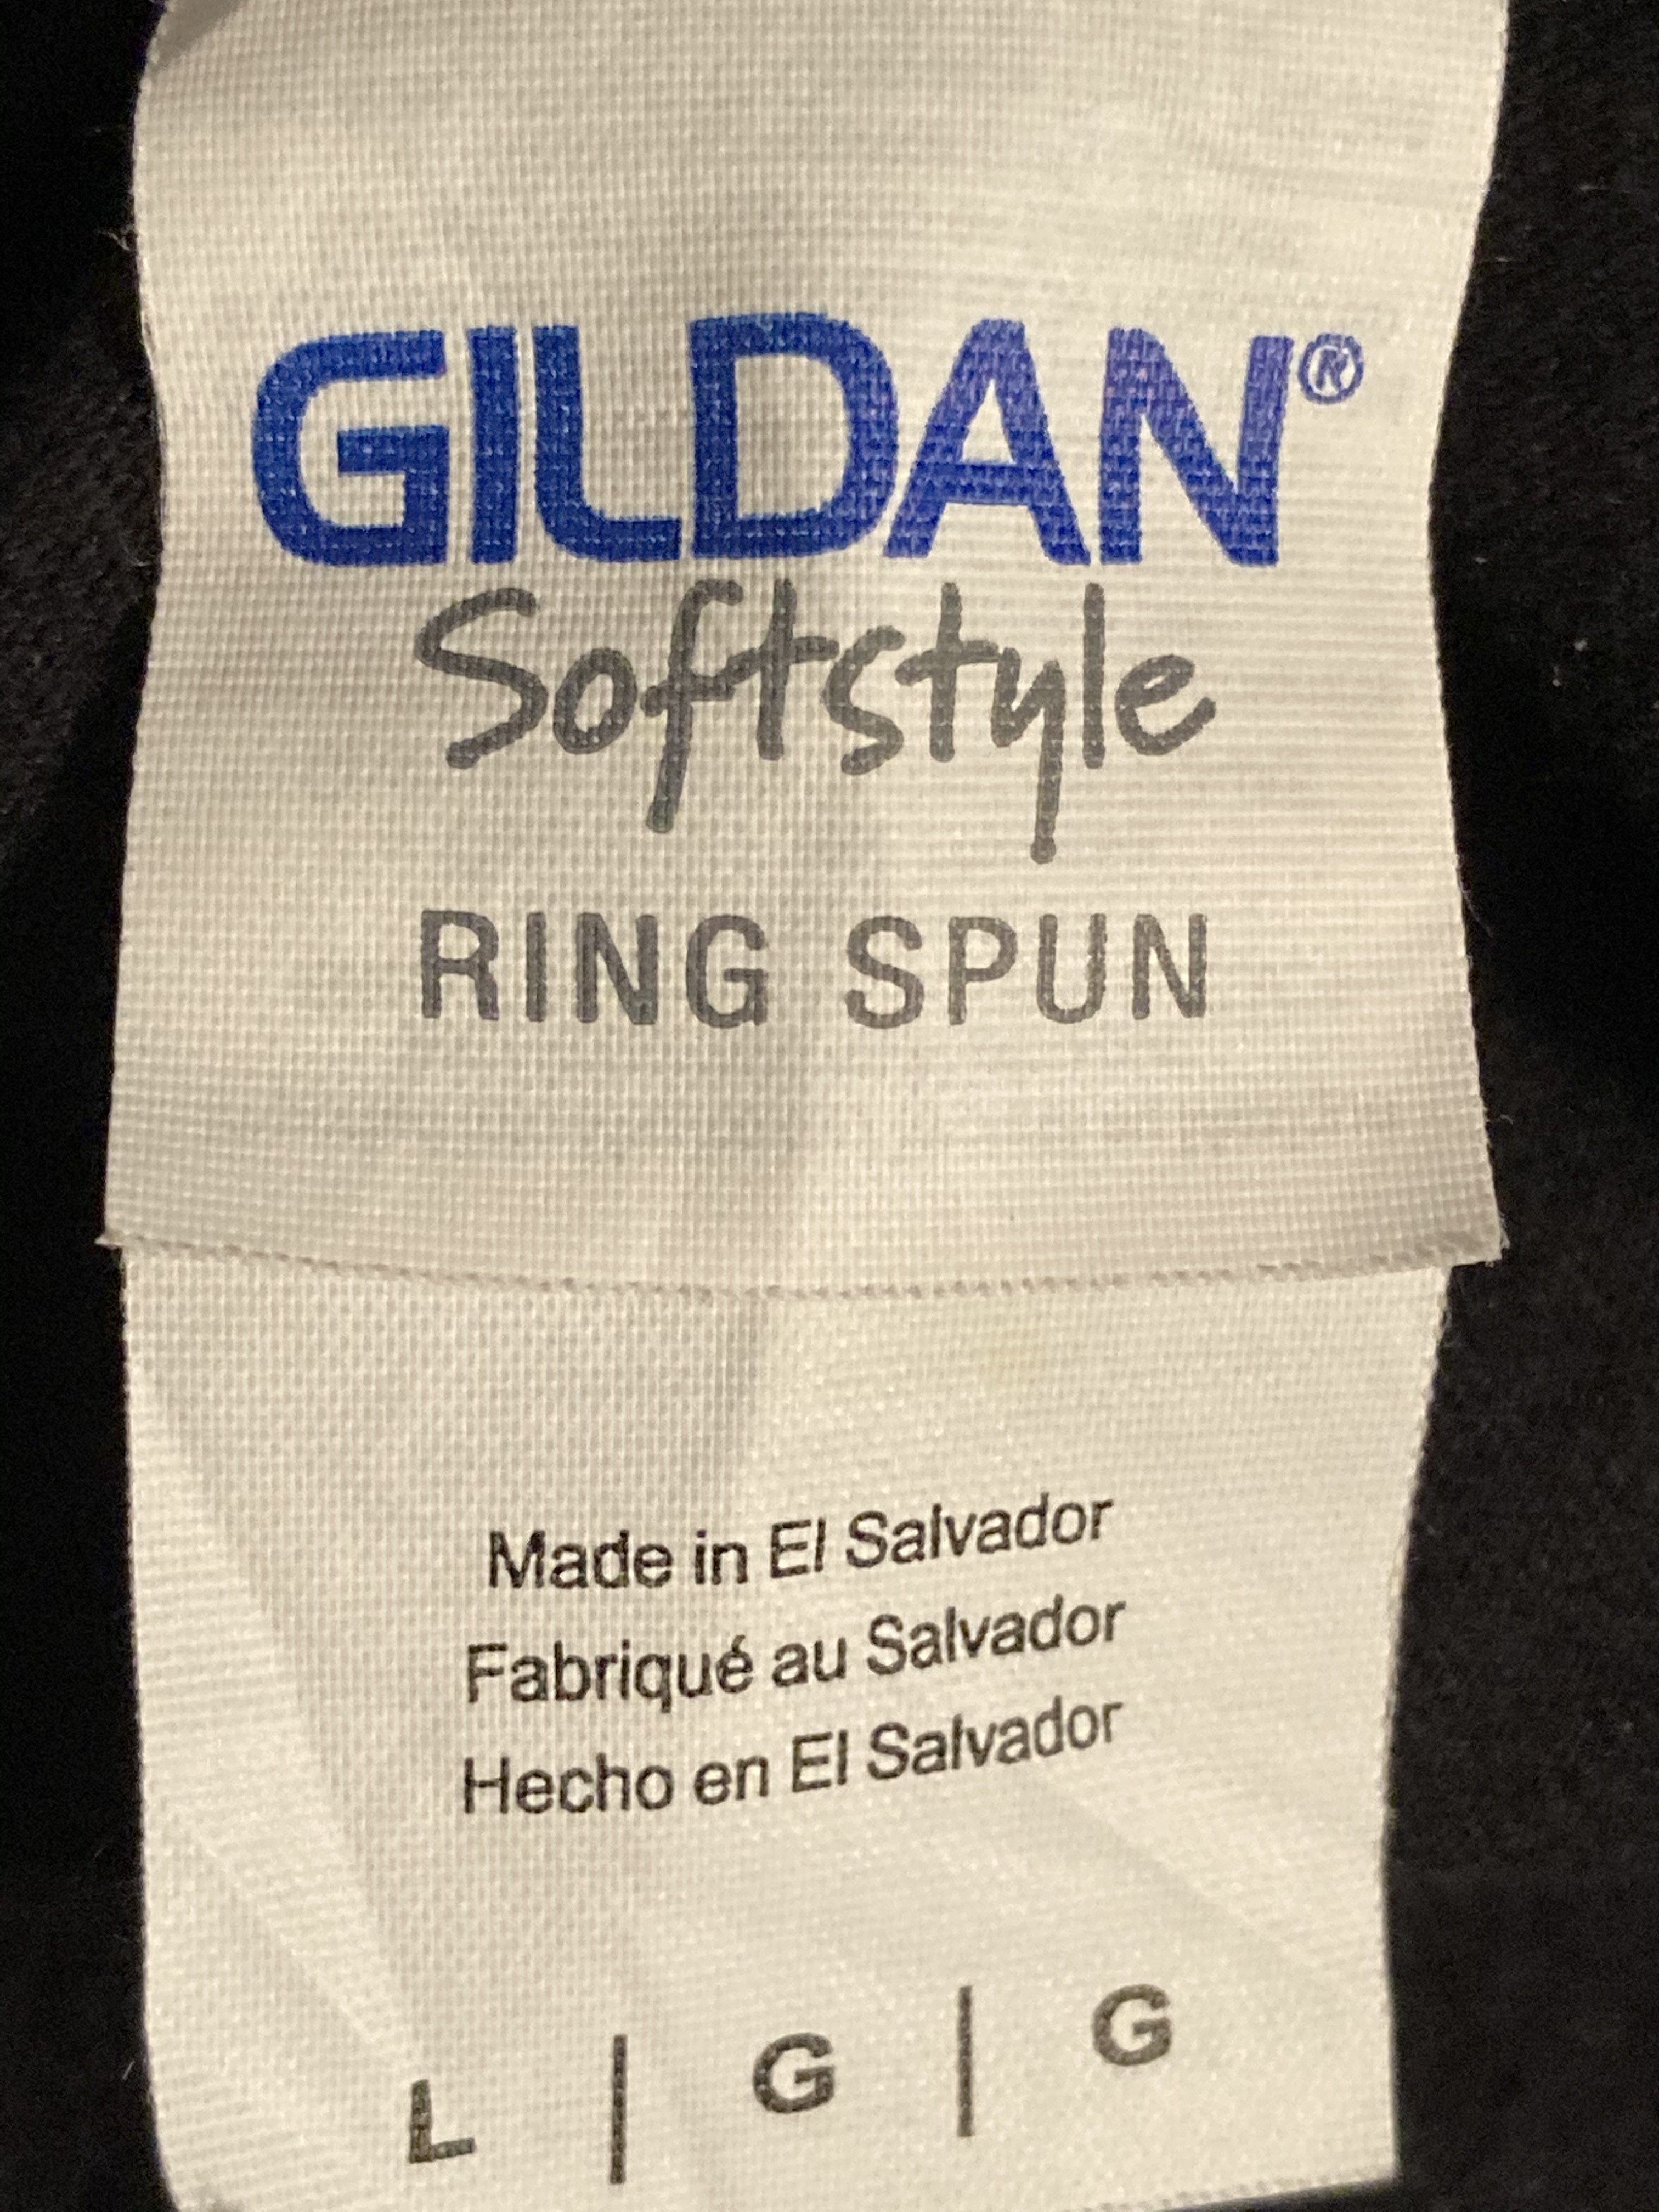 GILDAN®
Softstyle
RING SPUN
Made in El Salvador
Fabriqué au Salvador
Hecho en El Salvador
L | G | G